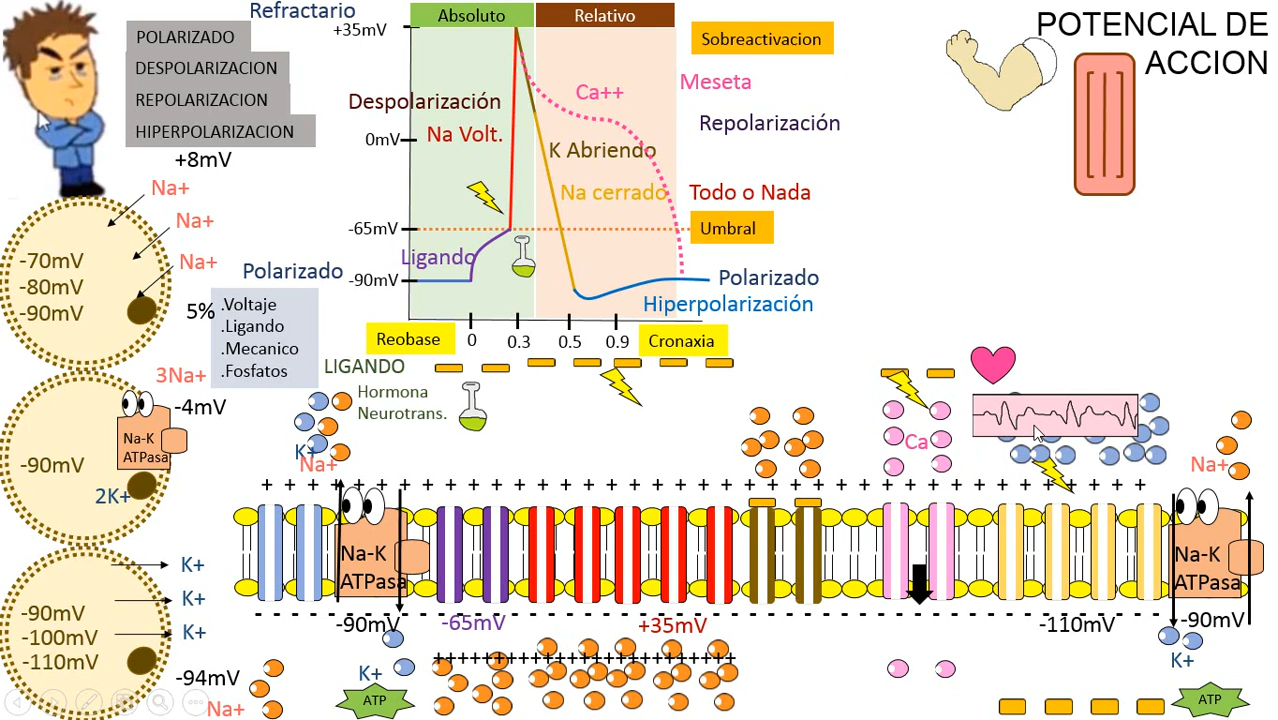 POTENCIAL DE
ACCION
Refractario
Absoluto
Relativo
POLARIZADO
DESPOLARIZACION
REPOLARIZACION
HIPERPOLARIZACION
+8mV
Na+
Na+
Na+
-70mV
-80mV
-90mV
5%
Polarizado
.Voltaje
.Ligando
.Mecanico
.Fosfatos
+35mV
0mV
-65mV
-90mV
Despolarización
Na Volt.
Ligando
Ca++
K Abriendo
Na cerrado
Sobreactivacion
Meseta
Repolarización
Todo o Nada
Umbral
Polarizado
Hiperpolarización
Reobase
0
0.3
0.5
0.9
Cronaxia
3Na+
-4mV
Na-K
ATPasa
-90mV
2K+
LIGANDO
Hormona
Neurotrans.
K+
Na+
Ca
Na+
+ + + + + + + + + + + + + + + + + + + + + + + + + + + + + + + + + + + + + +
Na-K
ATPasa
Na-K
ATPasa
K+
K+
K+
-90mV
-100mV
-110mV
-94mV
Na+
-90mV
-65mV
+35mV
-110mV
-90mV
K+
K+
ATP
ATP